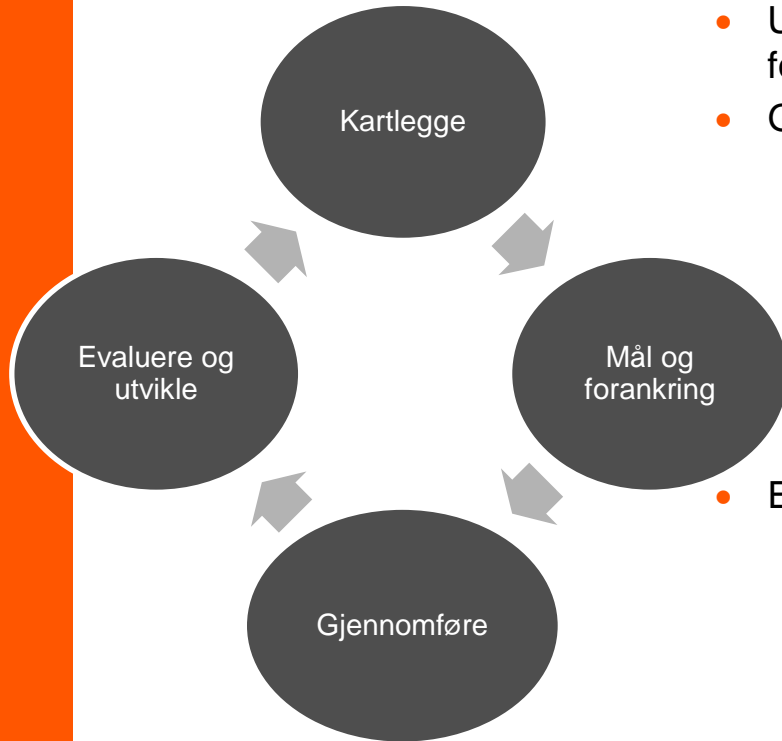 Kartlegge
Evaluere og
utvikle
Mål og
forankring
Gjennomføre